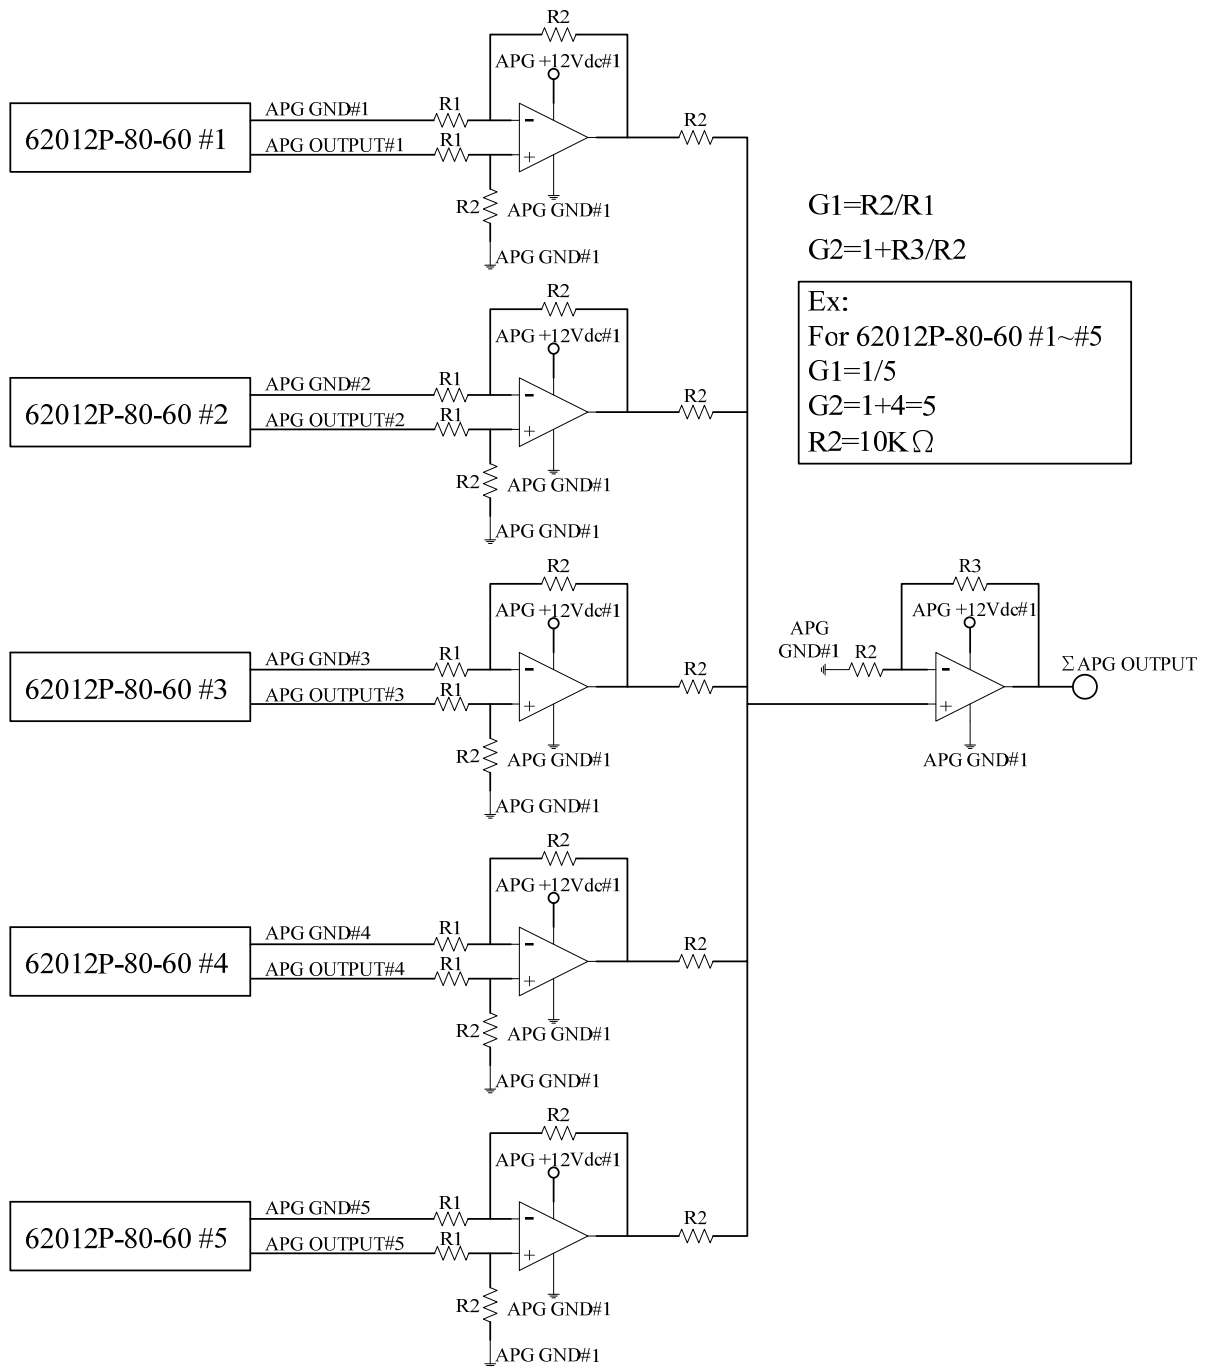 R2
APG +12Vdc#1
62012P-80-60 #1
APG GND#1
APG OUTPUT#1
R1
R1
-
+
R2
R2
APG GND#1
APG GND#1
G1=R2/R1
G2=1+R3/R2
Ex:
For 62012P-80-60 #1~#5
G1=1/5
G2=1+4=5
R2=10KΩ
R2
APG +12Vdc#1
62012P-80-60 #2
APG GND#2
APG OUTPUT#2
R1
R1
-
+
R2
R2
APG GND#1
APG GND#1
R2
APG +12Vdc#1
62012P-80-60 #3
APG GND#3
APG OUTPUT#3
R1
R1
-
+
R2
R2
APG GND#1
APG GND#1
R3
APG +12Vdc#1
APG
GND#1
R2
-
+
ΣAPG OUTPUT
APG GND#1
R2
APG +12Vdc#1
62012P-80-60 #4
APG GND#4
APG OUTPUT#4
R1
R1
-
+
R2
R2
APG GND#1
APG GND#1
R2
APG +12Vdc#1
62012P-80-60 #5
APG GND#5
APG OUTPUT#5
R1
R1
-
+
R2
R2
APG GND#1
APG GND#1